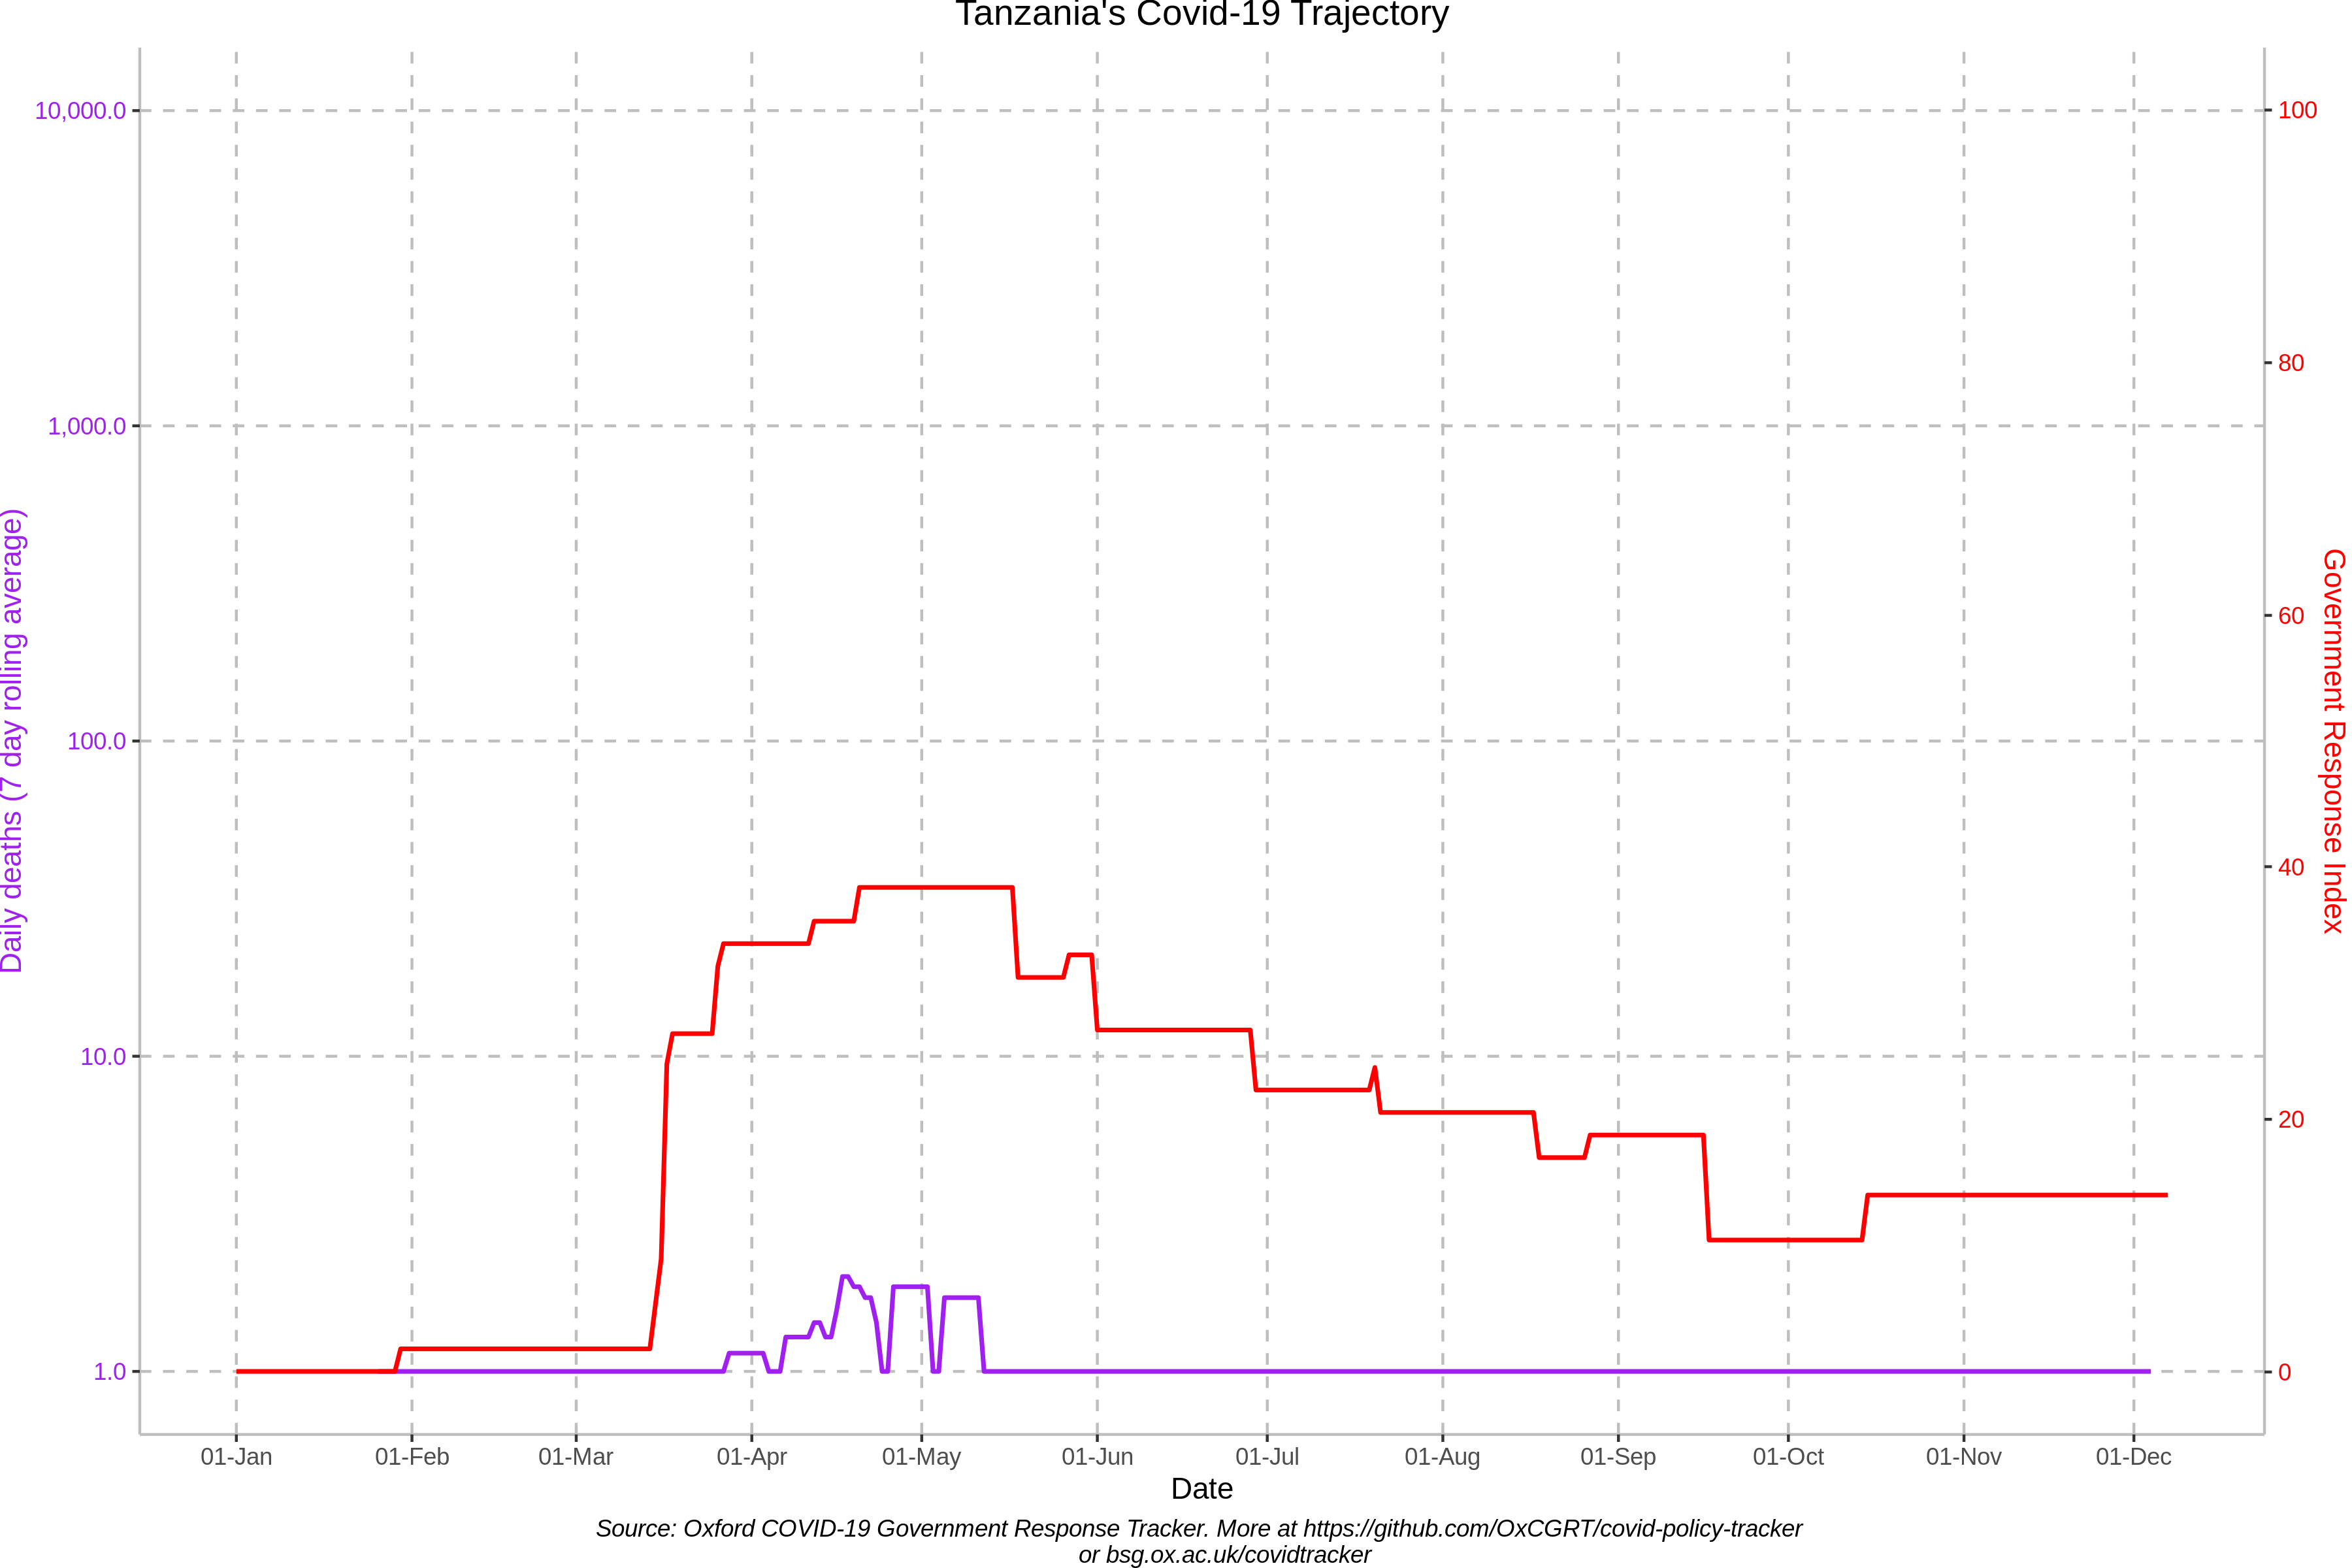 Tanzania's Covid-19 Trajectory
10,000.0
1,000.0
100.0
10.0
1.0
Daily deaths (7 day rolling average)
100
80
60
40
20
0
Government Response Index
01-Jan 01-Feb 01-Mar 01-Apr 01-May 01-Jun 01-Jul 01-Aug 01-Sep 01-Oct 01-Nov 01-Dec
Date
Source: Oxford COVID-19 Government Response Tracker. More at https://github.com/OxCGRT/covid-policy-tracker
or bsg.ox.ac.uk/covidtracker